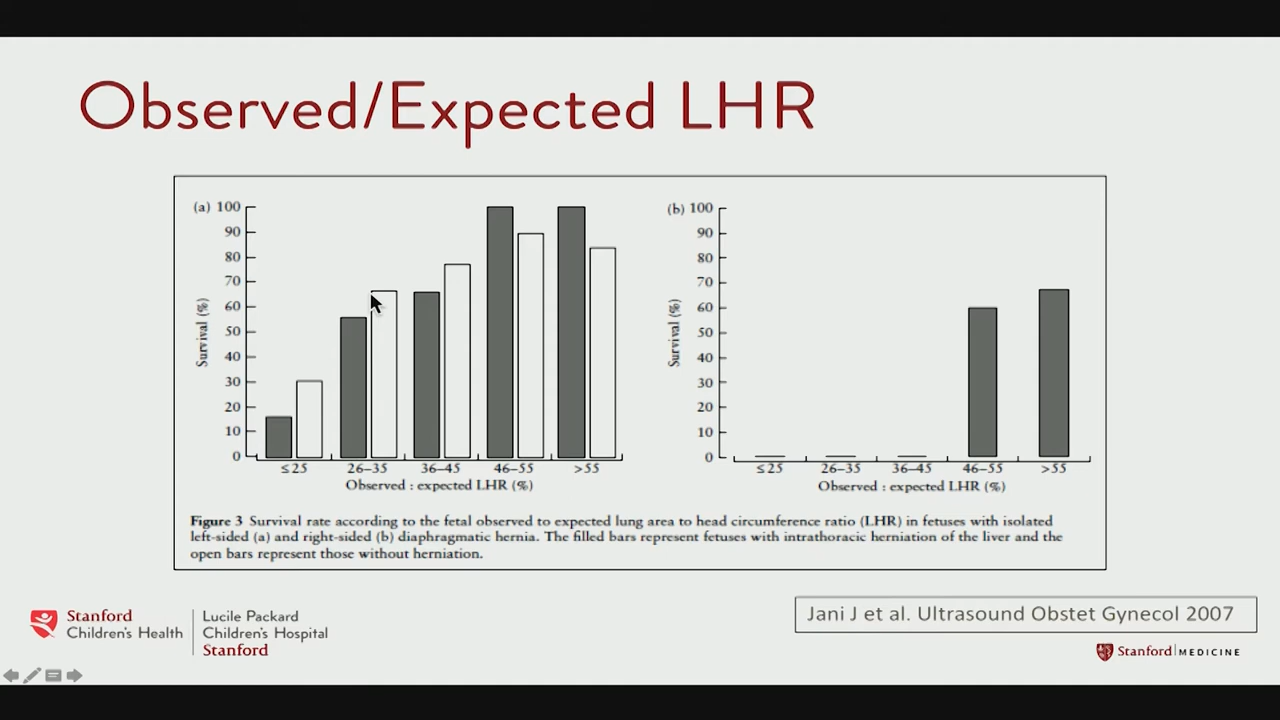 Observed/Expected LHR
(a) 100
90
80
70
60
50
40
30
20
10
0
Survival (%)
≤25 26–35 36–45 46–55 >55
Observed : expected LHR (%)
(b) 100
90
80
70
60
50
40
30
20
10
0
Survival (%)
≤25 26–35 36–45 46–55 >55
Observed : expected LHR (%)
Figure 3 Survival rate according to the fetal observed to expected lung area to head circumference ratio (LHR) in fetuses with isolated
left-sided (a) and right-sided (b) diaphragmatic hernia. The filled bars represent fetuses with intrathoracic herniation of the liver and the
open bars represent those without herniation.
Stanford
Children's Health
Lucile Packard
Children's Hospital
Stanford
Jani J et al. Ultrasound Obstet Gynecol 2007
Stanford MEDICINE